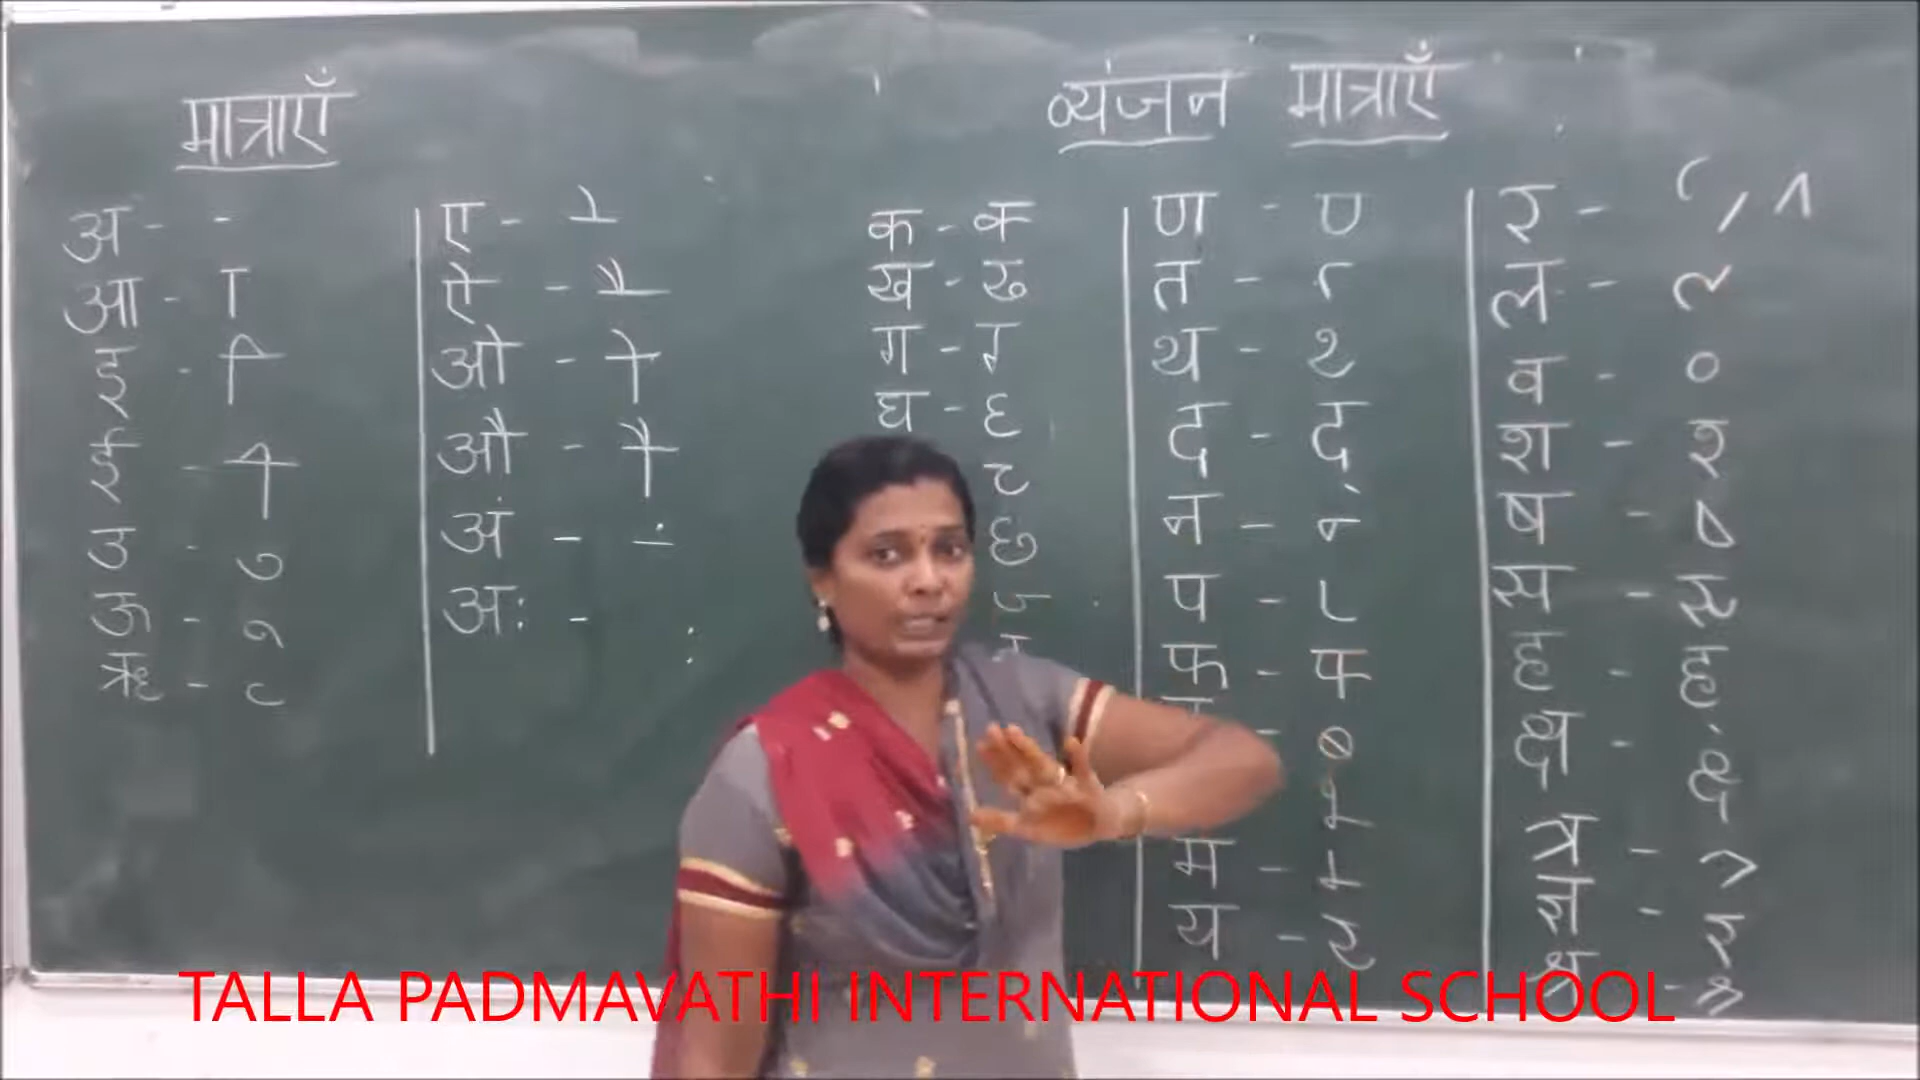 मात्राएँ
अ - -
आ - ा
इ - ि
ई - ी
उ - ु
ऊ - ू
ऋ - ृ
ए - े
ऐ - ै
ओ - ो
औ - ौ
अं - ं
अः - ः
व्यंजन मात्राएँ
क - क्‍
ख - ख्‍
ग - ग्‍
घ - घ्‍
च्‍
छ
ज्‍
ण - ण्‍
त - त्‍
थ - थ्‍
द - द्
न - न्‍
प - प्‍
फ - फ्‍
- ब्‍
भ्‍
म - म्‍
य - य्‍
र -
ल - ल्‍
व - व्‍
श - श्‍
ष - ष्‍
स - स्‍
ह - ह्
क्ष - क्ष्‍
त्र - त्र्‍
ज्ञ - ज्ञ्‍
श्र - श्र्‍
TALLA PADMAVATHI INTERNATIONAL SCHOOL